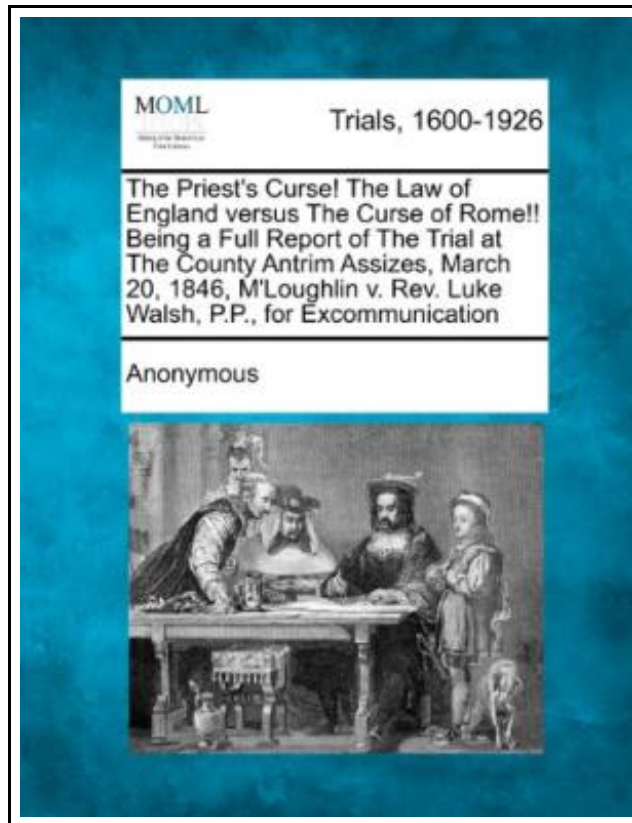 MOML
Trials, 1600-1926
The Priest's Curse! The Law of
England versus The Curse of Rome!!
Being a Full Report of The Trial at
The County Antrim Assizes, March
20, 1846, M'Loughlin v. Rev. Luke
Walsh, P.P., for Excommunication
Anonymous